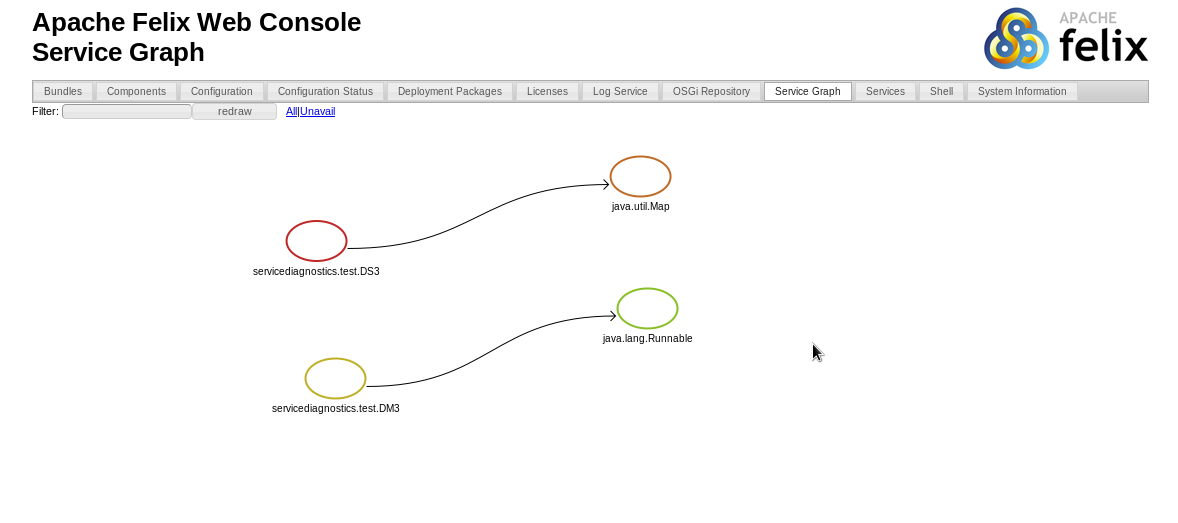 Apache Felix Web Console
Service Graph
APACHE
felix
Bundles Components Configuration Configuration Status Deployment Packages Licenses Log Service OSGi Repository Service Graph Services Shell System Information
Filter: redraw All|Unavail
java.util.Map
servicediagnostics.test.DS3
java.lang.Runnable
servicediagnostics.test.DM3